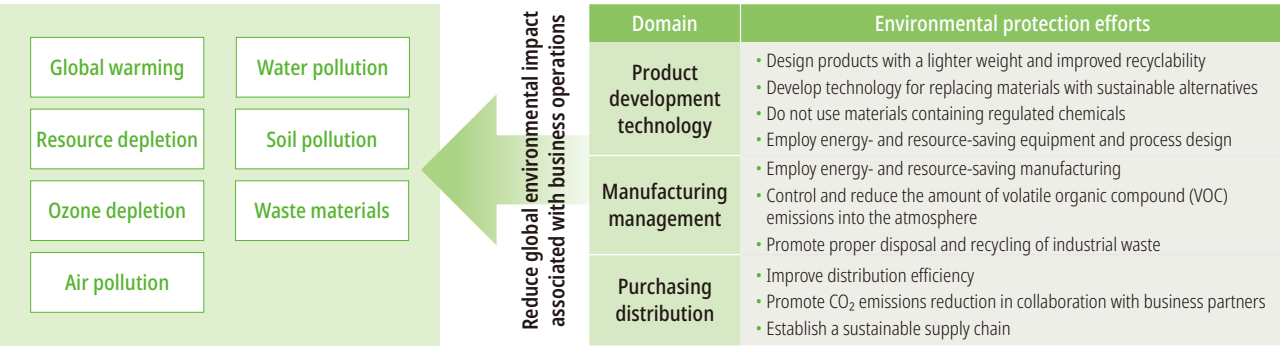 Global warming
Resource depletion
Ozone depletion
Air pollution
Water pollution
Soil pollution
Waste materials
Reduce global environmental impact
associated with business operations
Domain
Environmental protection efforts
Product
development
technology
• Design products with a lighter weight and improved recyclability
• Develop technology for replacing materials with sustainable alternatives
• Do not use materials containing regulated chemicals
• Employ energy- and resource-saving equipment and process design
Manufacturing
management
• Employ energy- and resource-saving manufacturing
• Control and reduce the amount of volatile organic compound (VOC)
emissions into the atmosphere
• Promote proper disposal and recycling of industrial waste
Purchasing
distribution
• Improve distribution efficiency
• Promote CO₂ emissions reduction in collaboration with business partners
• Establish a sustainable supply chain